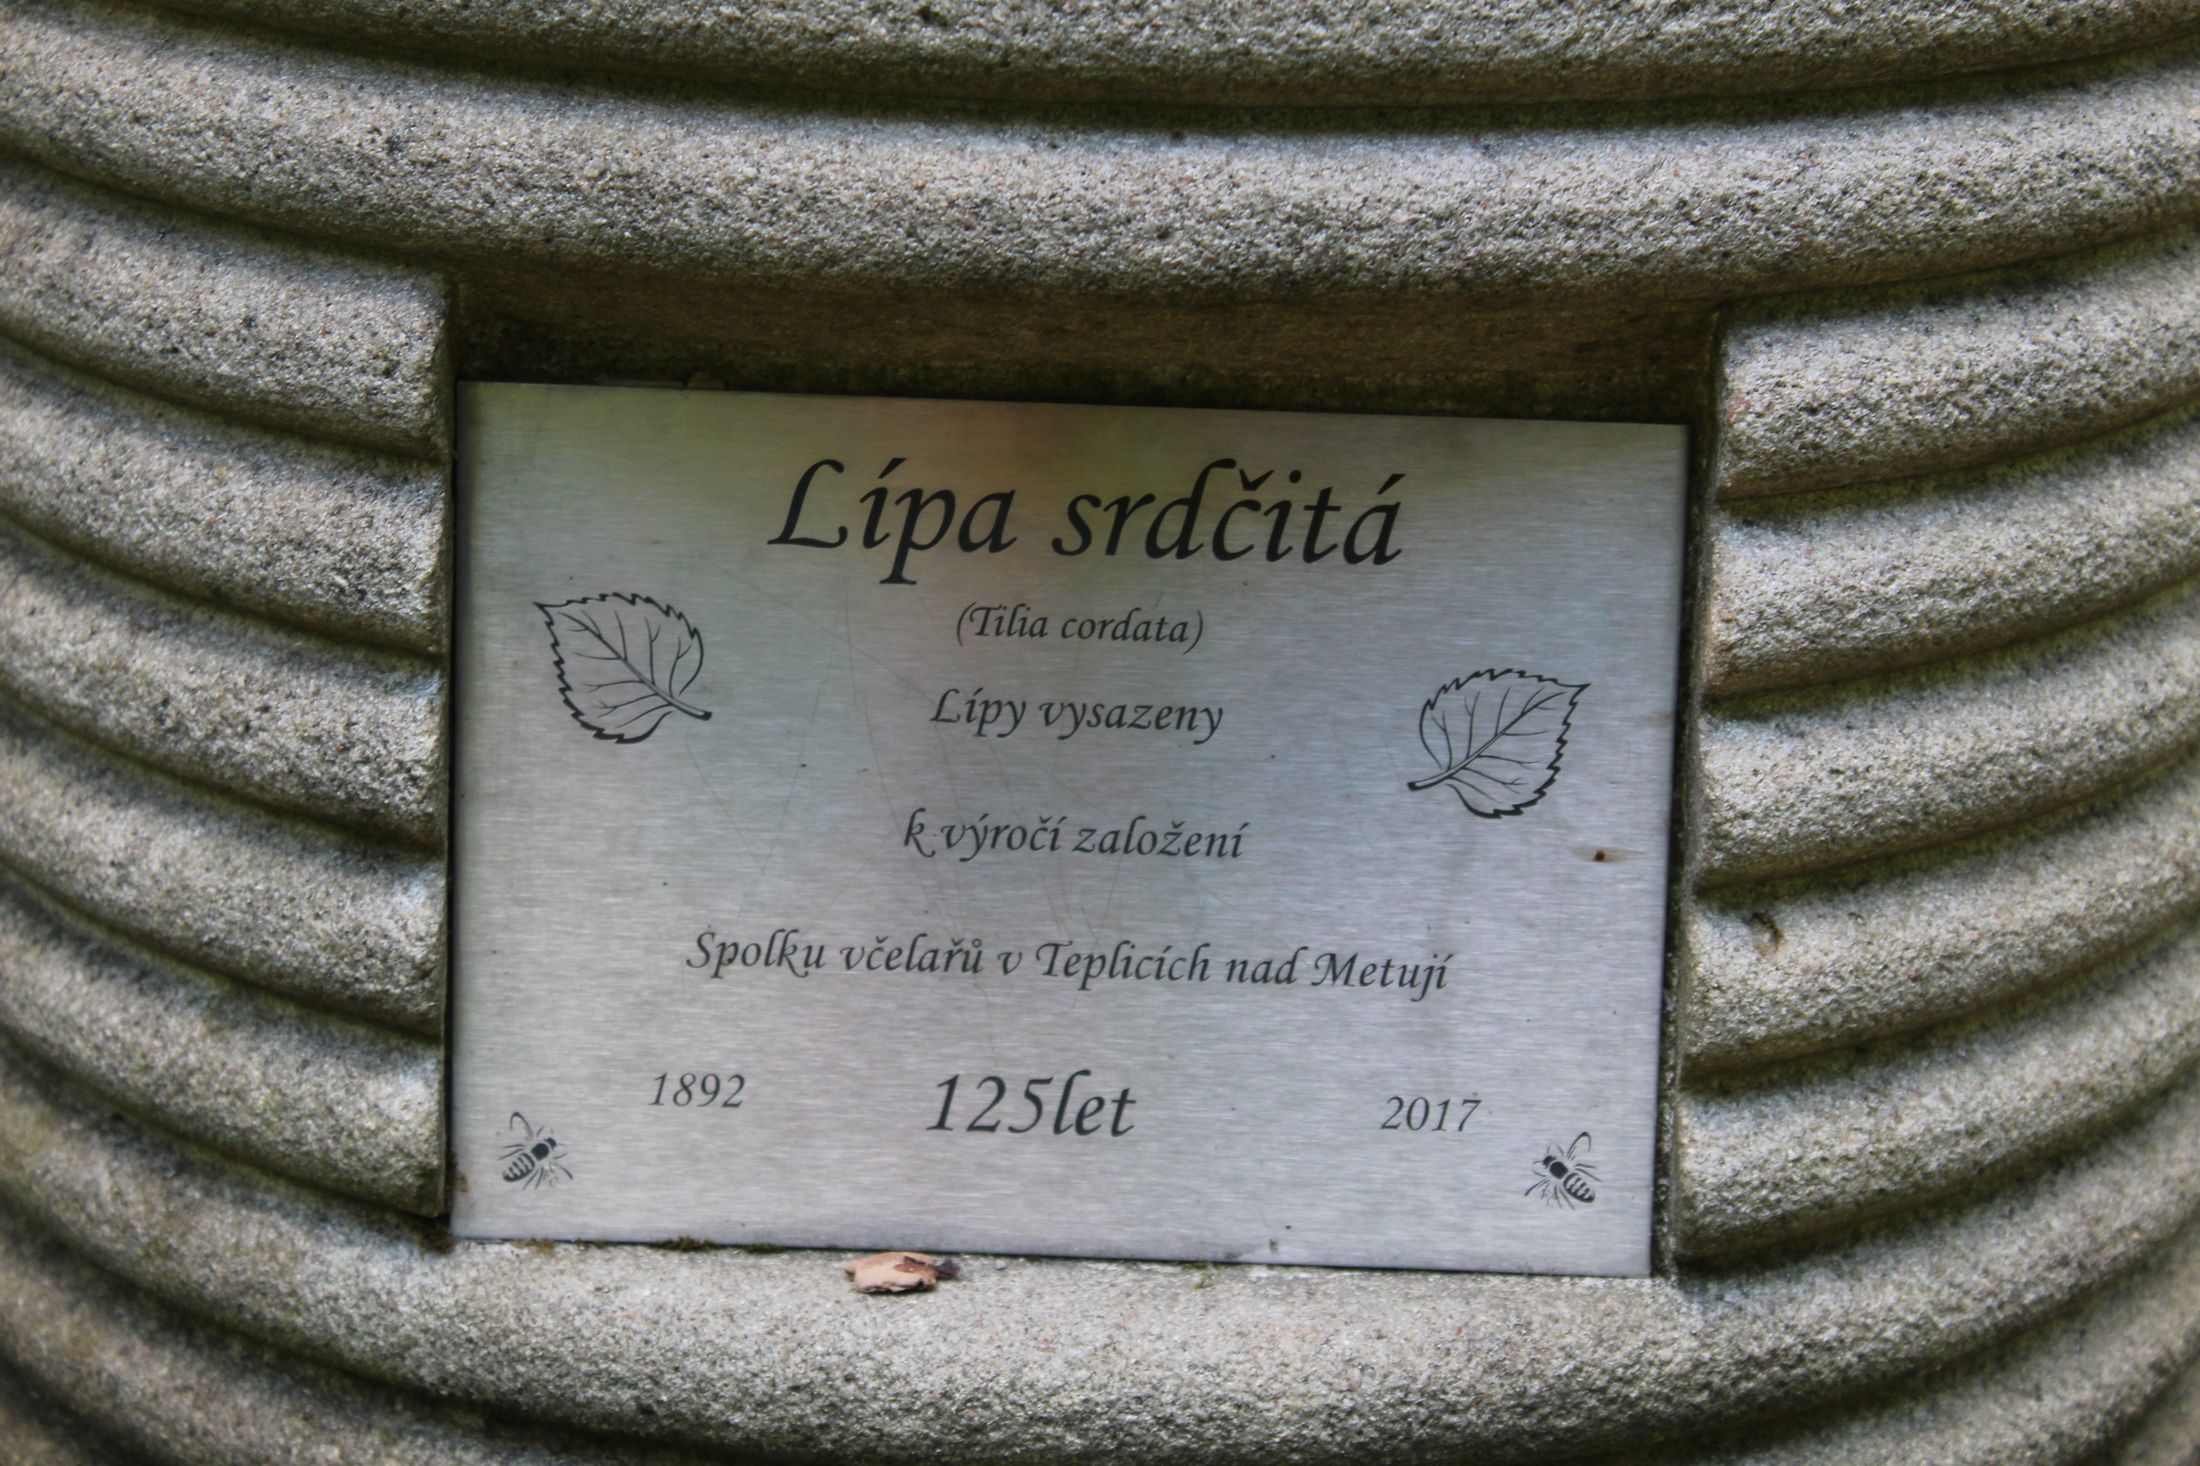 Lípa srdčitá
(Tilia cordata)
Lípy vysazeny
k výročí založení
Spolku včelařů v Teplicích nad Metují
1892 125let 2017